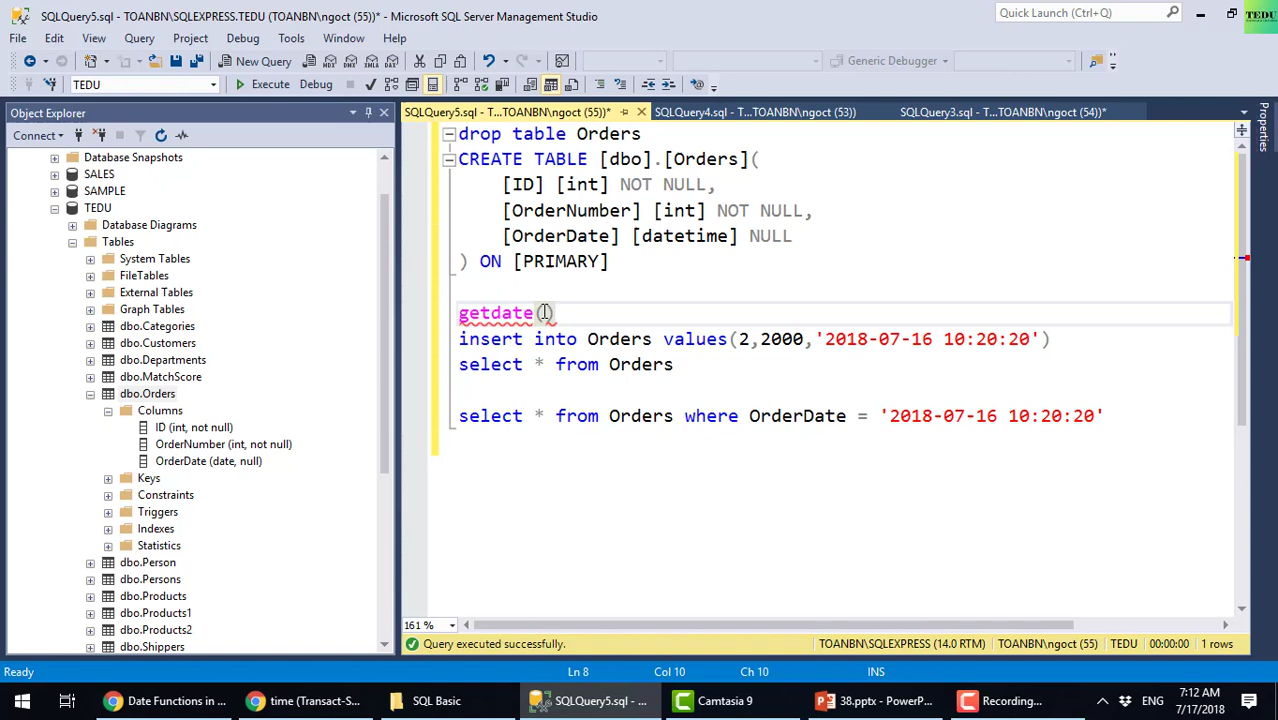 SQLQuery5.sql - TOANBN\SQLEXPRESS.TEDU (TOANBN\ngoct (55))* - Microsoft SQL Server Management Studio
Quick Launch (Ctrl+Q)
TEDU
File Edit View Query Project Debug Tools Window Help
New Query
Generic Debugger
TEDU
Execute Debug
Object Explorer
SQLQuery5.sql - T...TOANBN\ngoct (55))*
SQLQuery4.sql - T...TOANBN\ngoct (53))
SQLQuery3.sql - T...TOANBN\ngoct (54))*
Properties
Connect
Database Snapshots
SALES
SAMPLE
TEDU
Database Diagrams
Tables
System Tables
FileTables
External Tables
Graph Tables
dbo.Categories
dbo.Customers
dbo.Departments
dbo.MatchScore
dbo.Orders
Columns
ID (int, not null)
OrderNumber (int, not null)
OrderDate (date, null)
Keys
Constraints
Triggers
Indexes
Statistics
dbo.Person
dbo.Persons
dbo.Products
dbo.Products1
dbo.Products2
dbo.Shippers
drop table Orders
CREATE TABLE [dbo].[Orders](
[ID] [int] NOT NULL,
[OrderNumber] [int] NOT NULL,
[OrderDate] [datetime] NULL
) ON [PRIMARY]
getdate()
insert into Orders values(2,2000,'2018-07-16 10:20:20')
select * from Orders
select * from Orders where OrderDate = '2018-07-16 10:20:20'
161 %
Query executed successfully.
TOANBN\SQLEXPRESS (14.0 RTM)
TOANBN\ngoct (55)
TEDU
00:00:00
1 rows
Ready
Ln 8
Col 10
Ch 10
INS
Date Functions in ...
time (Transact-S...
SQL Basic
SQLQuery5.sql - ...
Camtasia 9
38.pptx - PowerP...
Recording...
ENG
7:12 AM
7/17/2018